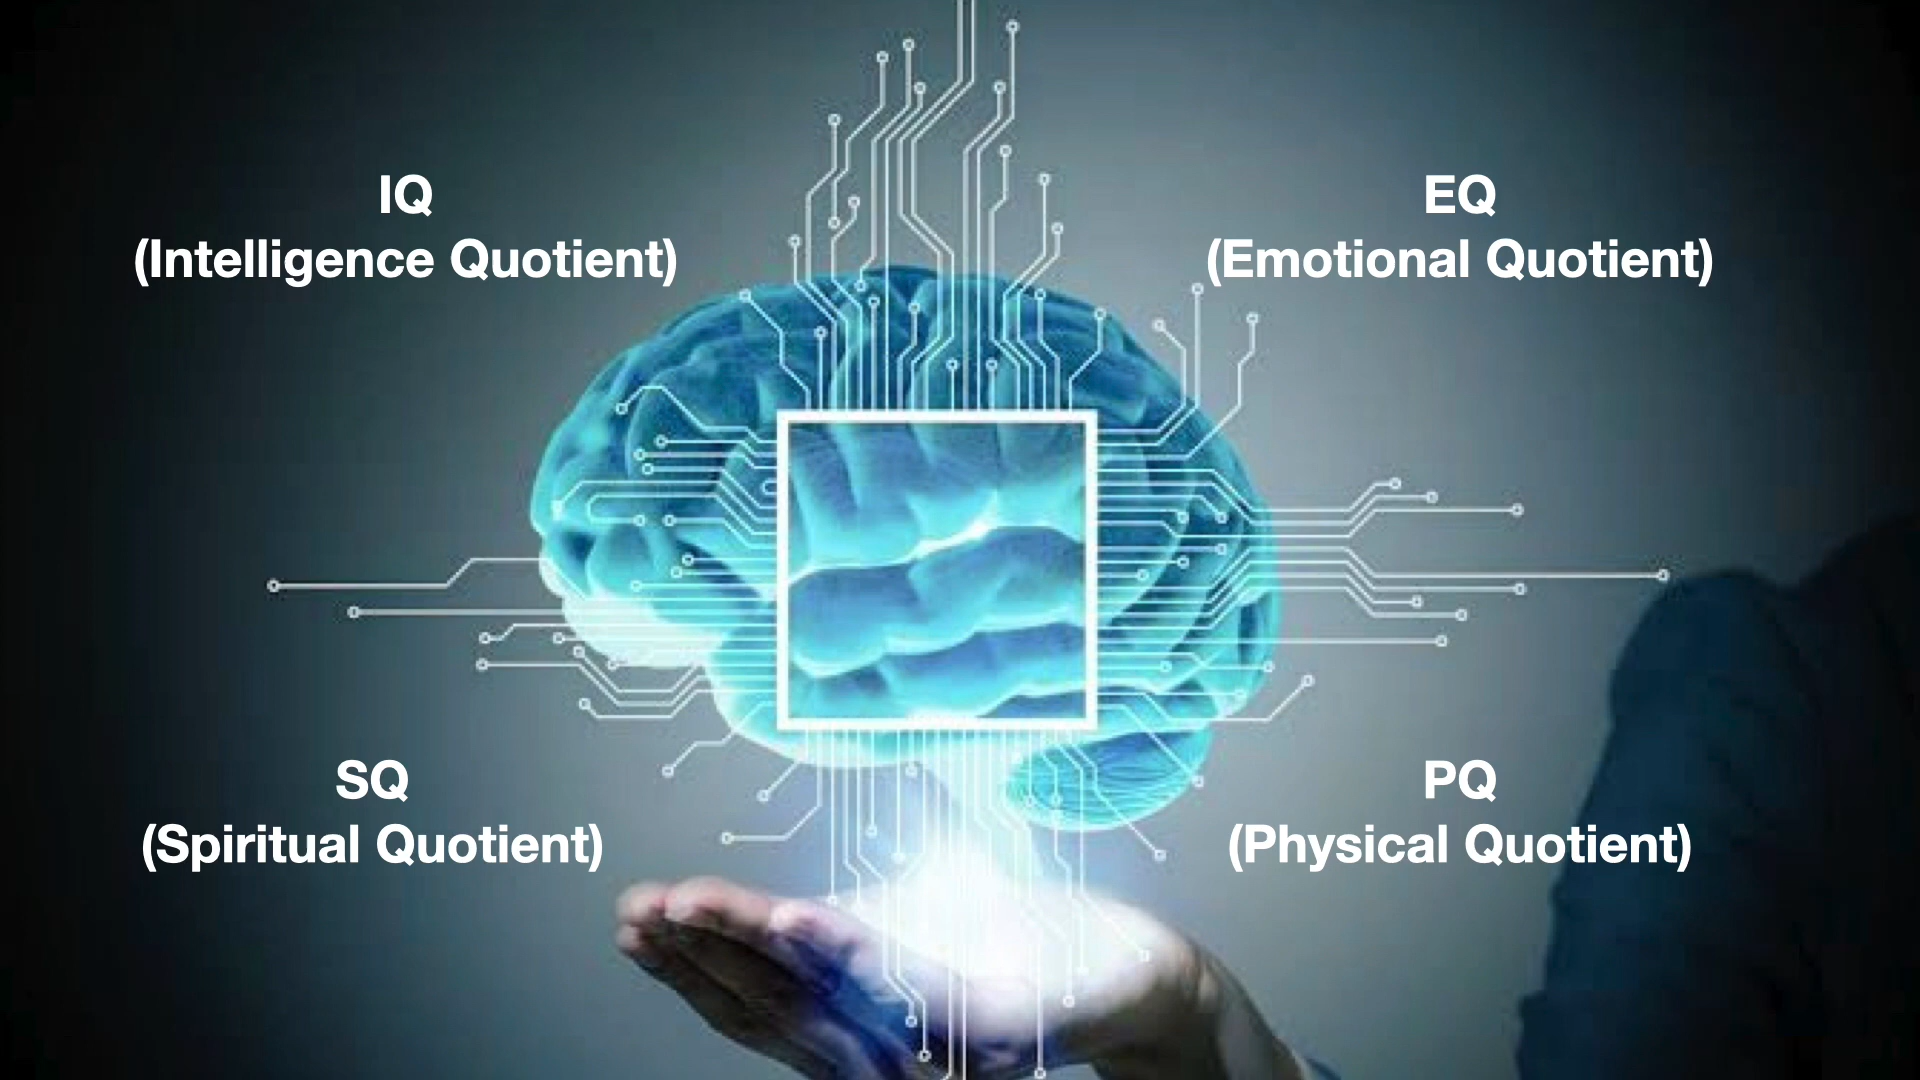 IQ
(Intelligence Quotient)
EQ
(Emotional Quotient)
SQ
(Spiritual Quotient)
PQ
(Physical Quotient)